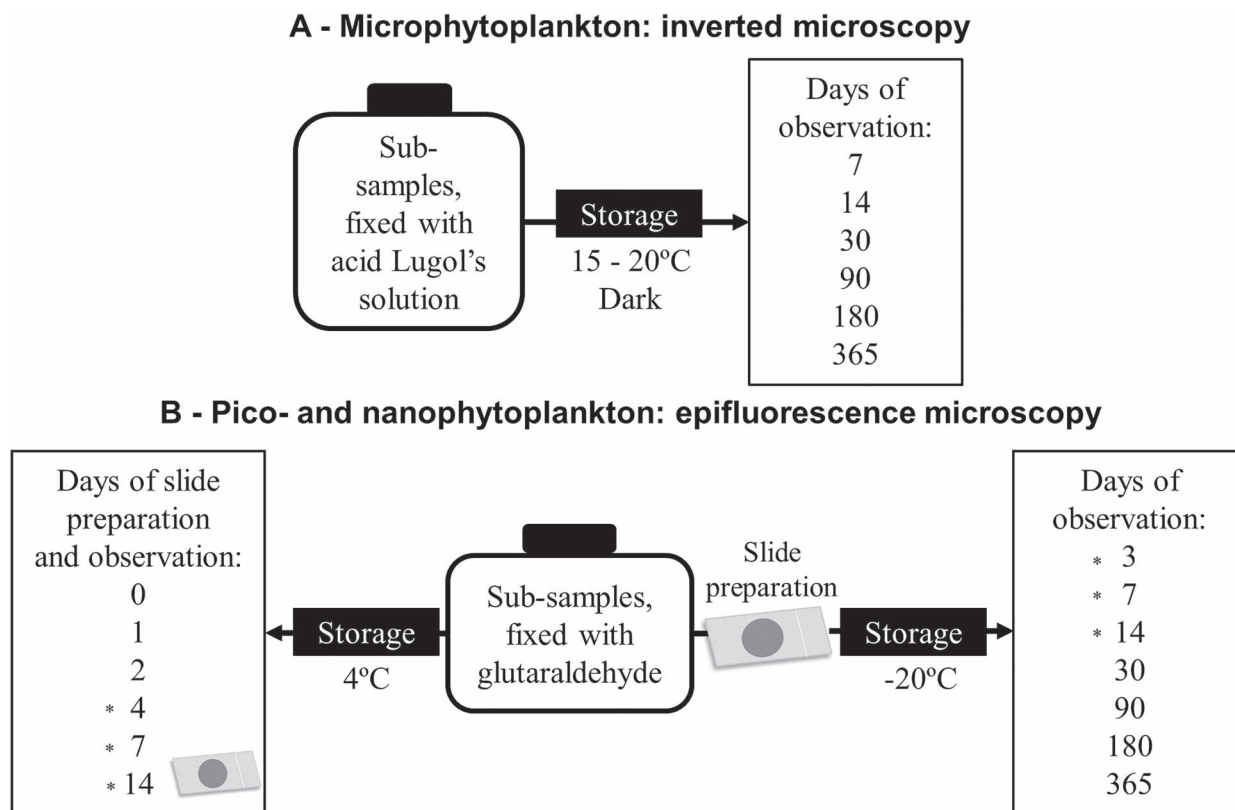 A - Microphytoplankton: inverted microscopy
Sub-
samples,
fixed with
acid Lugol's
solution
Storage
15 - 20ºC
Dark
Days of
observation:
7
14
30
90
180
365
B - Pico- and nanophytoplankton: epifluorescence microscopy
Days of slide
preparation
and observation:
0
1
2
* 4
* 7
* 14
Storage
4ºC
Sub-samples,
fixed with
glutaraldehyde
Slide
preparation
Storage
-20ºC
Days of
observation:
* 3
* 7
* 14
30
90
180
365